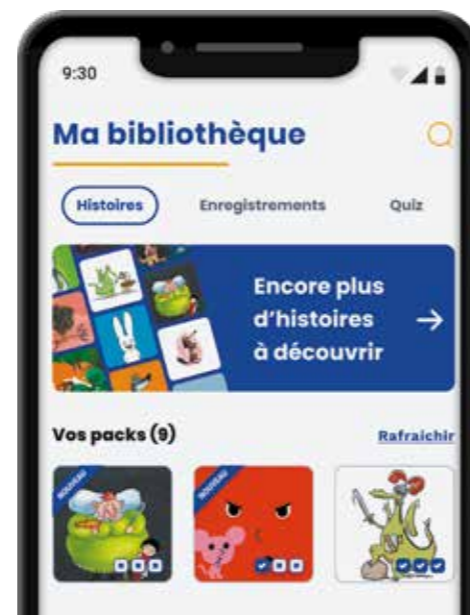 9:30
Ma bibliothèque
Histoires Enregistrements Quiz
Encore plus
d’histoires
à découvrir
Vos packs (9) Rafraichir
NOUVEAU NOUVEAU